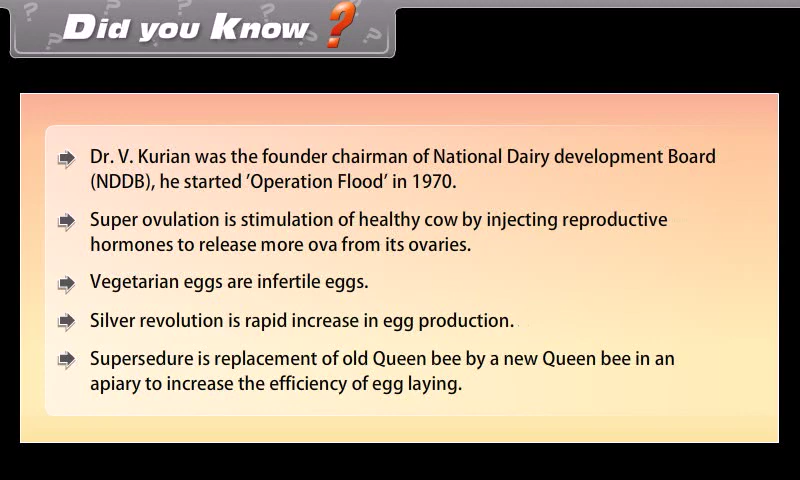 Did you Know ?
Dr. V. Kurian was the founder chairman of National Dairy development Board
(NDDB), he started ’Operation Flood’ in 1970.
Super ovulation is stimulation of healthy cow by injecting reproductive
hormones to release more ova from its ovaries.
Vegetarian eggs are infertile eggs.
Silver revolution is rapid increase in egg production.
Supersedure is replacement of old Queen bee by a new Queen bee in an
apiary to increase the efficiency of egg laying.